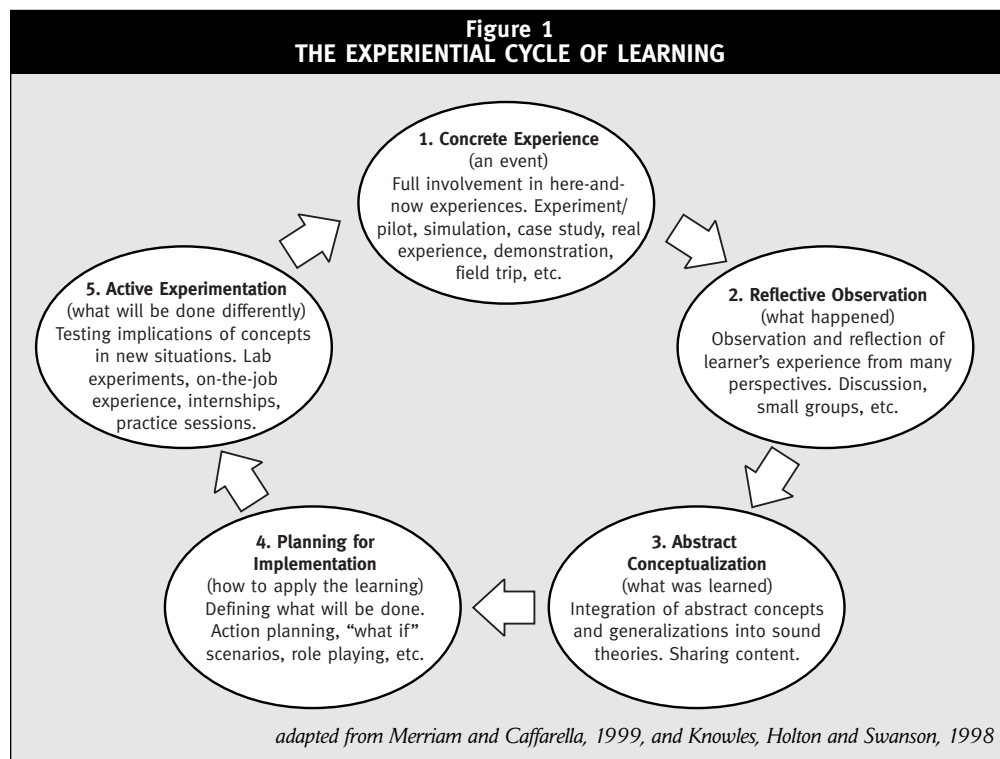 Figure 1
THE EXPERIENTIAL CYCLE OF LEARNING
1. Concrete Experience
(an event)
Full involvement in here-and-
now experiences. Experiment/
pilot, simulation, case study, real
experience, demonstration,
field trip, etc.
2. Reflective Observation
(what happened)
Observation and reflection of
learner's experience from many
perspectives. Discussion,
small groups, etc.
3. Abstract
Conceptualization
(what was learned)
Integration of abstract concepts
and generalizations into sound
theories. Sharing content.
4. Planning for
Implementation
(how to apply the learning)
Defining what will be done.
Action planning, “what if”
scenarios, role playing, etc.
5. Active Experimentation
(what will be done differently)
Testing implications of concepts
in new situations. Lab
experiments, on-the-job
experience, internships,
practice sessions.
adapted from Merriam and Caffarella, 1999, and Knowles, Holton and Swanson, 1998